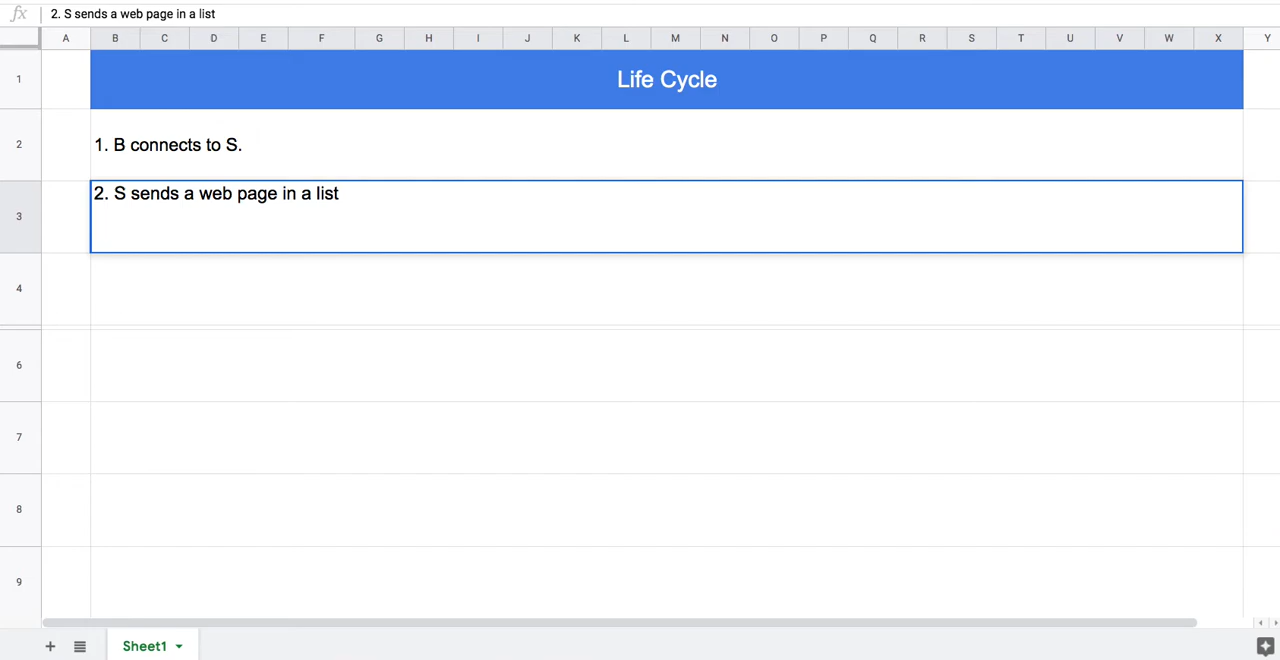 fx 2. S sends a web page in a list
A B C D E F G H I J K L M N O P Q R S T U V W X Y
1 Life Cycle
2 1. B connects to S.
3 2. S sends a web page in a list
4
6
7
8
9
+ Sheet1